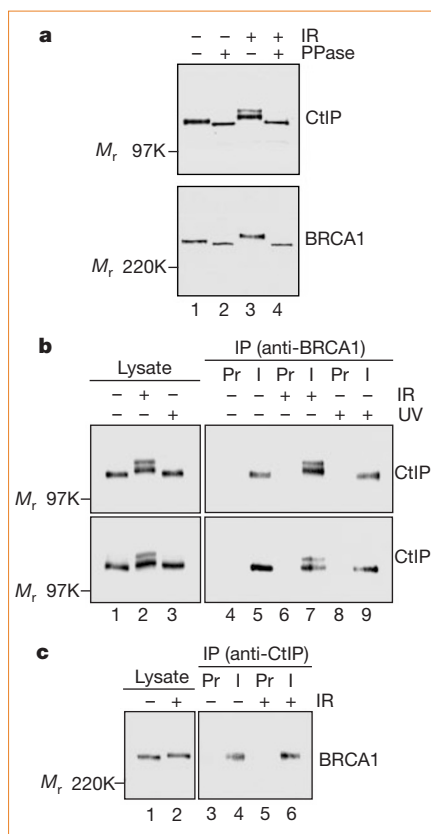 a
– – + + IR
– + – + PPase
CtIP
Mr 97K
BRCA1
Mr 220K
1 2 3 4
b
IP (anti-BRCA1)
Lysate
Pr I Pr I Pr I
– + – – – + + – – IR
– – + – – – – + + UV
CtIP
Mr 97K
CtIP
Mr 97K
1 2 3 4 5 6 7 8 9
c
IP (anti-CtIP)
Lysate
Pr I Pr I
– + – – + + IR
BRCA1
Mr 220K
1 2 3 4 5 6